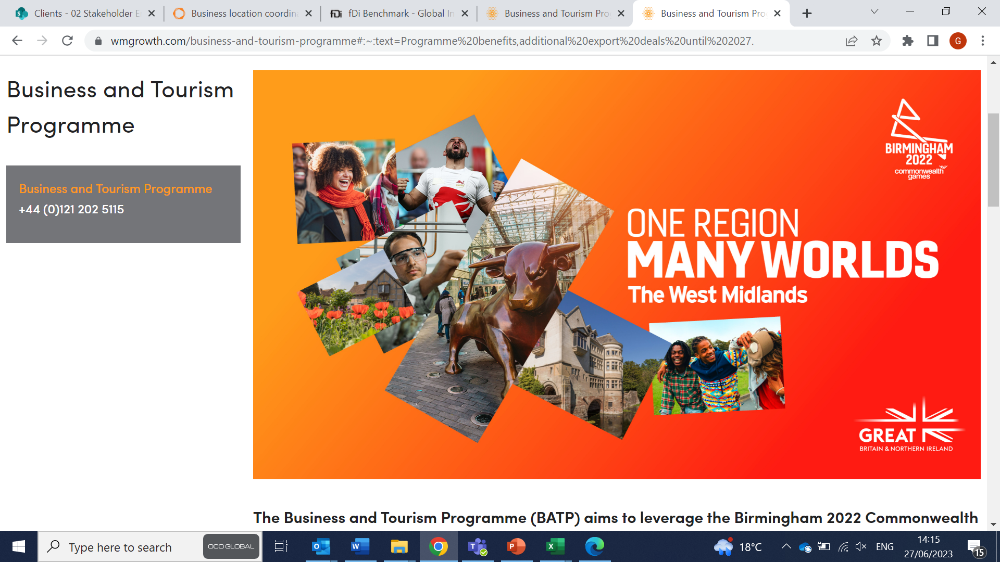 Clients - 02 Stakeholder E
Business location coordina
fDi
fDi Benchmark - Global In
Business and Tourism Pro
Business and Tourism Pro
wmgrowth.com/business-and-tourism-programme#:~:text=Programme%20benefits,additional%20export%20deals%20until%202027.
G
Business and Tourism
Programme
Business and Tourism Programme
+44 (0)121 202 5115
BIRMINGHAM
2022
commonwealth
games
ONE REGION
MANY WORLDS
The West Midlands
GREAT
BRITAIN & NORTHERN IRELAND
The Business and Tourism Programme (BATP) aims to leverage the Birmingham 2022 Commonwealth
Type here to search
OCO GLOBAL
18°C
ENG
14:15
27/06/2023
15